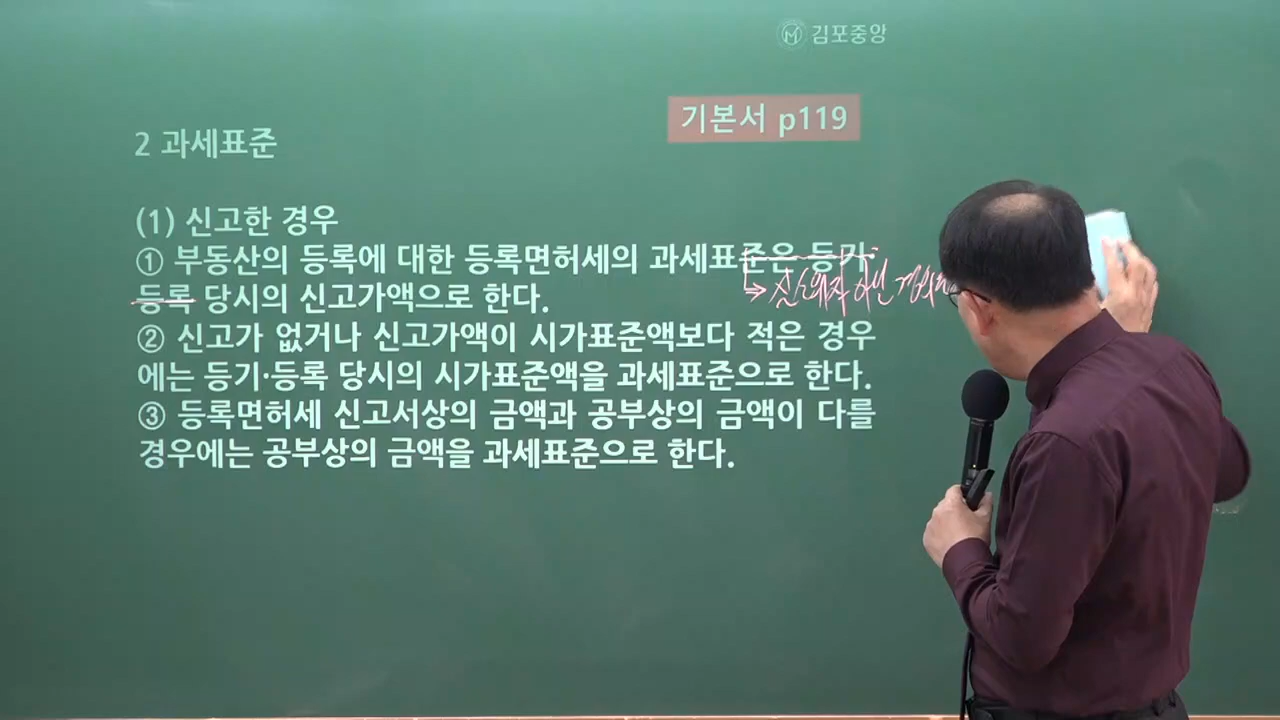 김포중앙
기본서 p119
2 과세표준
(1) 신고한 경우
① 부동산의 등록에 대한 등록면허세의 과세표준은 등기·
등록 당시의 신고가액으로 한다.
② 신고가 없거나 신고가액이 시가표준액보다 적은 경우
에는 등기·등록 당시의 시가표준액을 과세표준으로 한다.
③ 등록면허세 신고서상의 금액과 공부상의 금액이 다를
경우에는 공부상의 금액을 과세표준으로 한다.